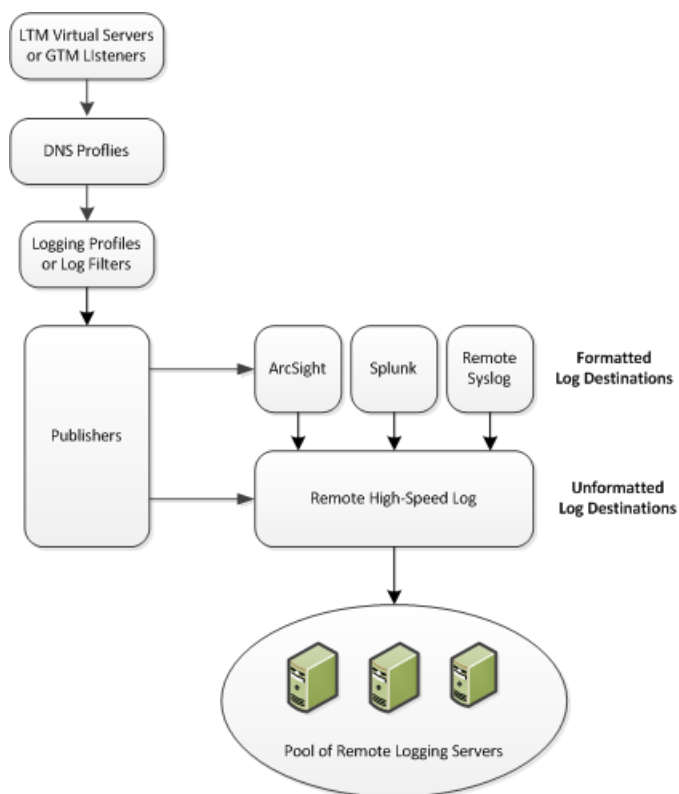 LTM Virtual Servers
or GTM LIsteners
DNS Proflies
Logging Profiles
or Log Filters
Publishers
ArcSight
Splunk
Remote
Syslog
Formatted
Log Destinations
Remote High-Speed Log
Unformatted
Log Destinations
Pool of Remote Logging Servers